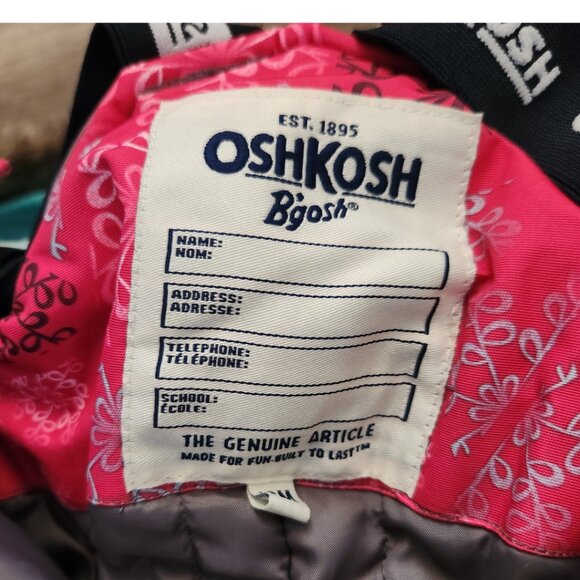 EST. 1895
OSHKOSH
B'gosh®
NAME:
NOM:
ADDRESS:
ADRESSE:
TELEPHONE:
TÉLÉPHONE:
SCHOOL:
ÉCOLE:
THE GENUINE ARTICLE
MADE FOR FUN. BUILT TO LAST™
OSH